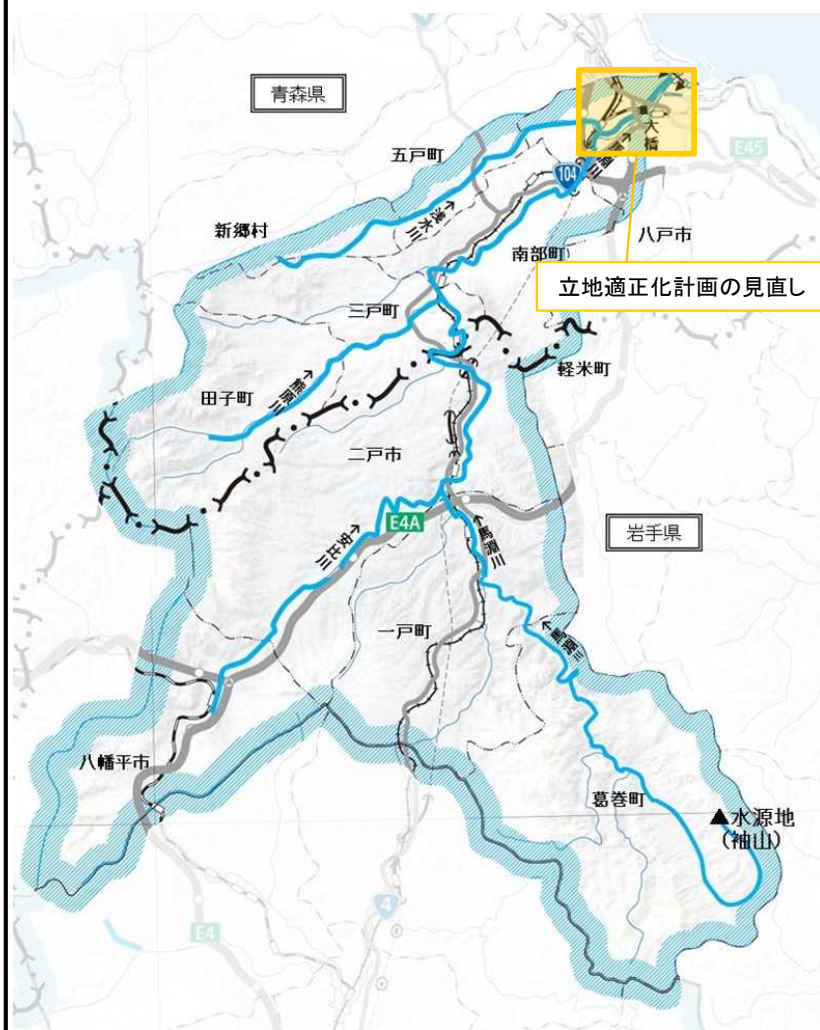 青森県
五戸町
大橋
E45
104
新郷村
←浅水川
八戸市
南部町
立地適正化計画の見直し
三戸町
軽米町
田子町
←熊原川
二戸市
E4A
←安比川
←馬淵川
岩手県
一戸町
←馬淵川
八幡平市
葛巻町
▲水源地
(袖山)
4
E4